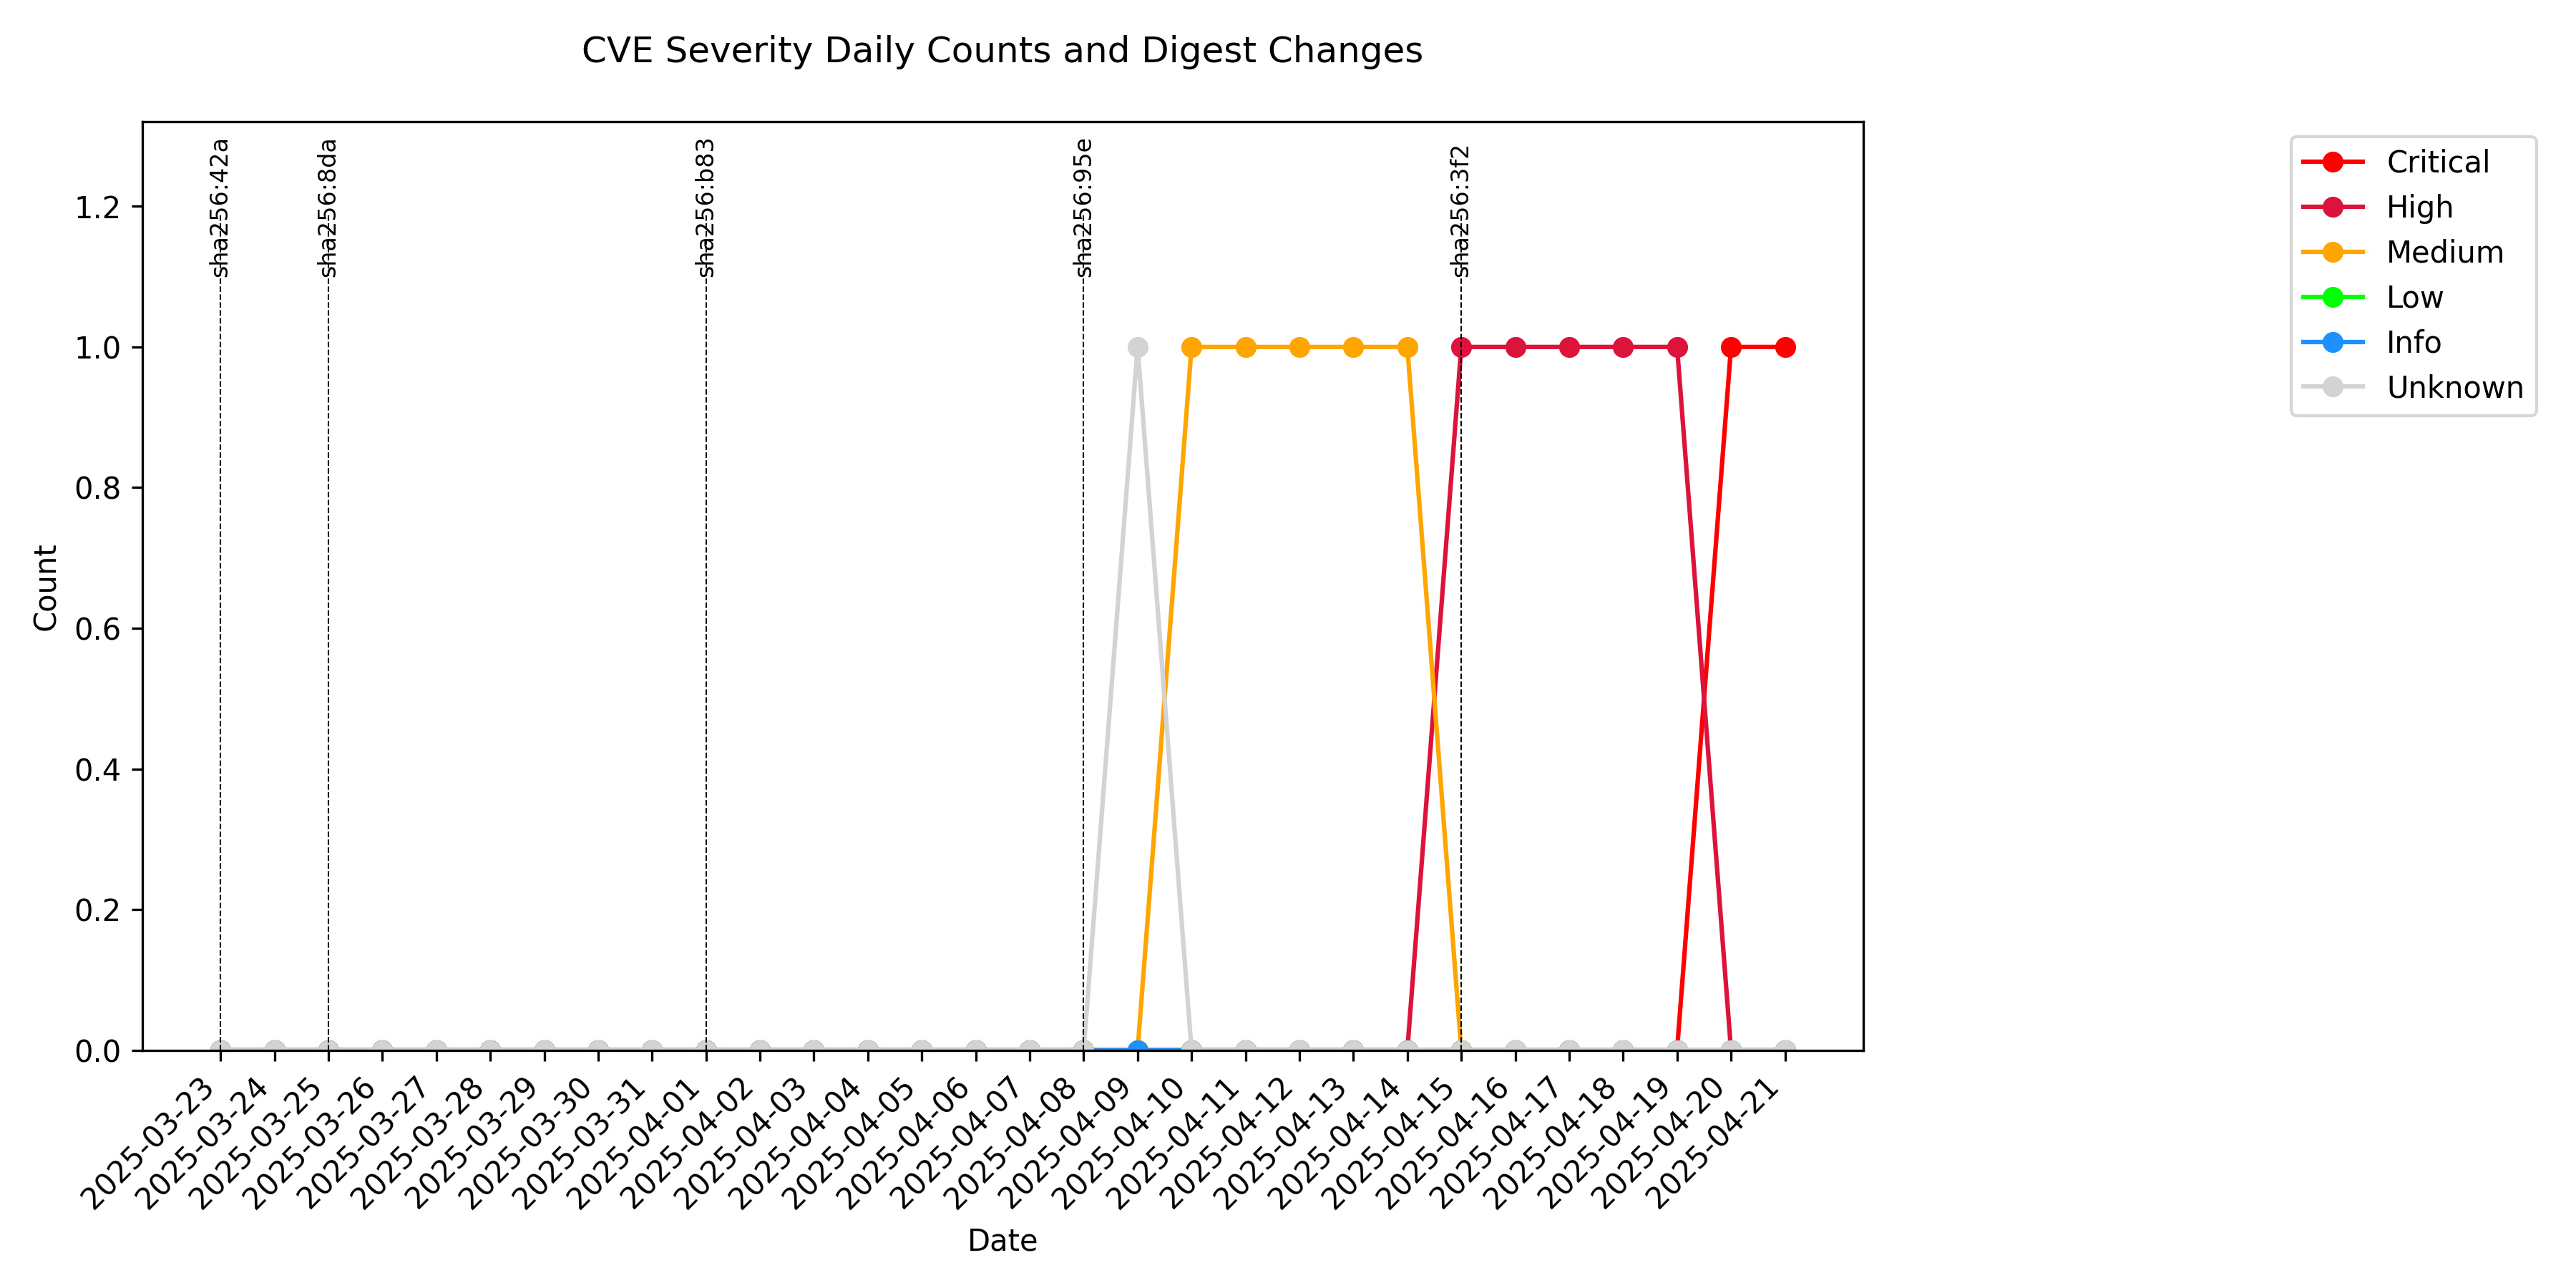 CVE Severity Daily Counts and Digest Changes
sha256:42a
sha256:8da
sha256:b83
sha256:95e
sha256:3f2
Critical
High
Medium
Low
Info
Unknown
1.2
1.0
0.8
0.6
0.4
0.2
0.0
Count
2025-03-23
2025-03-24
2025-03-25
2025-03-26
2025-03-27
2025-03-28
2025-03-29
2025-03-30
2025-03-31
2025-04-01
2025-04-02
2025-04-03
2025-04-04
2025-04-05
2025-04-06
2025-04-07
2025-04-08
2025-04-09
2025-04-10
2025-04-11
2025-04-12
2025-04-13
2025-04-14
2025-04-15
2025-04-16
2025-04-17
2025-04-18
2025-04-19
2025-04-20
2025-04-21
Date